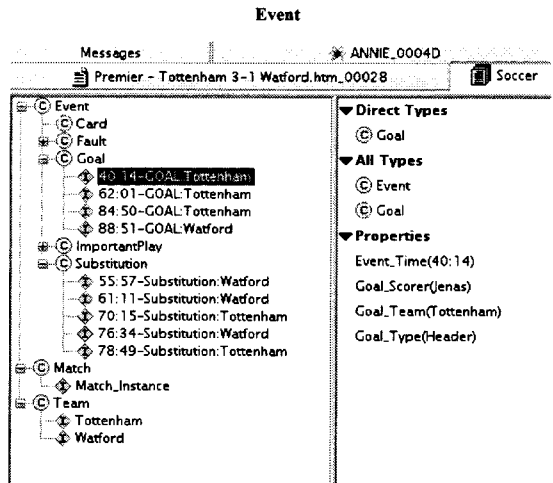 Event
Messages
ANNIE_0004D
Premier - Tottenham 3-1 Watford.htm_00028
Soccer
Event
Card
Fault
Goal
40:14-GOAL:Tottenham
62:01-GOAL:Tottenham
84:50-GOAL:Tottenham
88:51-GOAL:Watford
ImportantPlay
Substitution
55:57-Substitution:Watford
61:11-Substitution:Watford
70:15-Substitution:Tottenham
76:34-Substitution:Watford
78:49-Substitution:Tottenham
Match
Match_Instance
Team
Tottenham
Watford
Direct Types
Goal
All Types
Event
Goal
Properties
Event_Time(40:14)
Goal_Scorer(Jenas)
Goal_Team(Tottenham)
Goal_Type(Header)